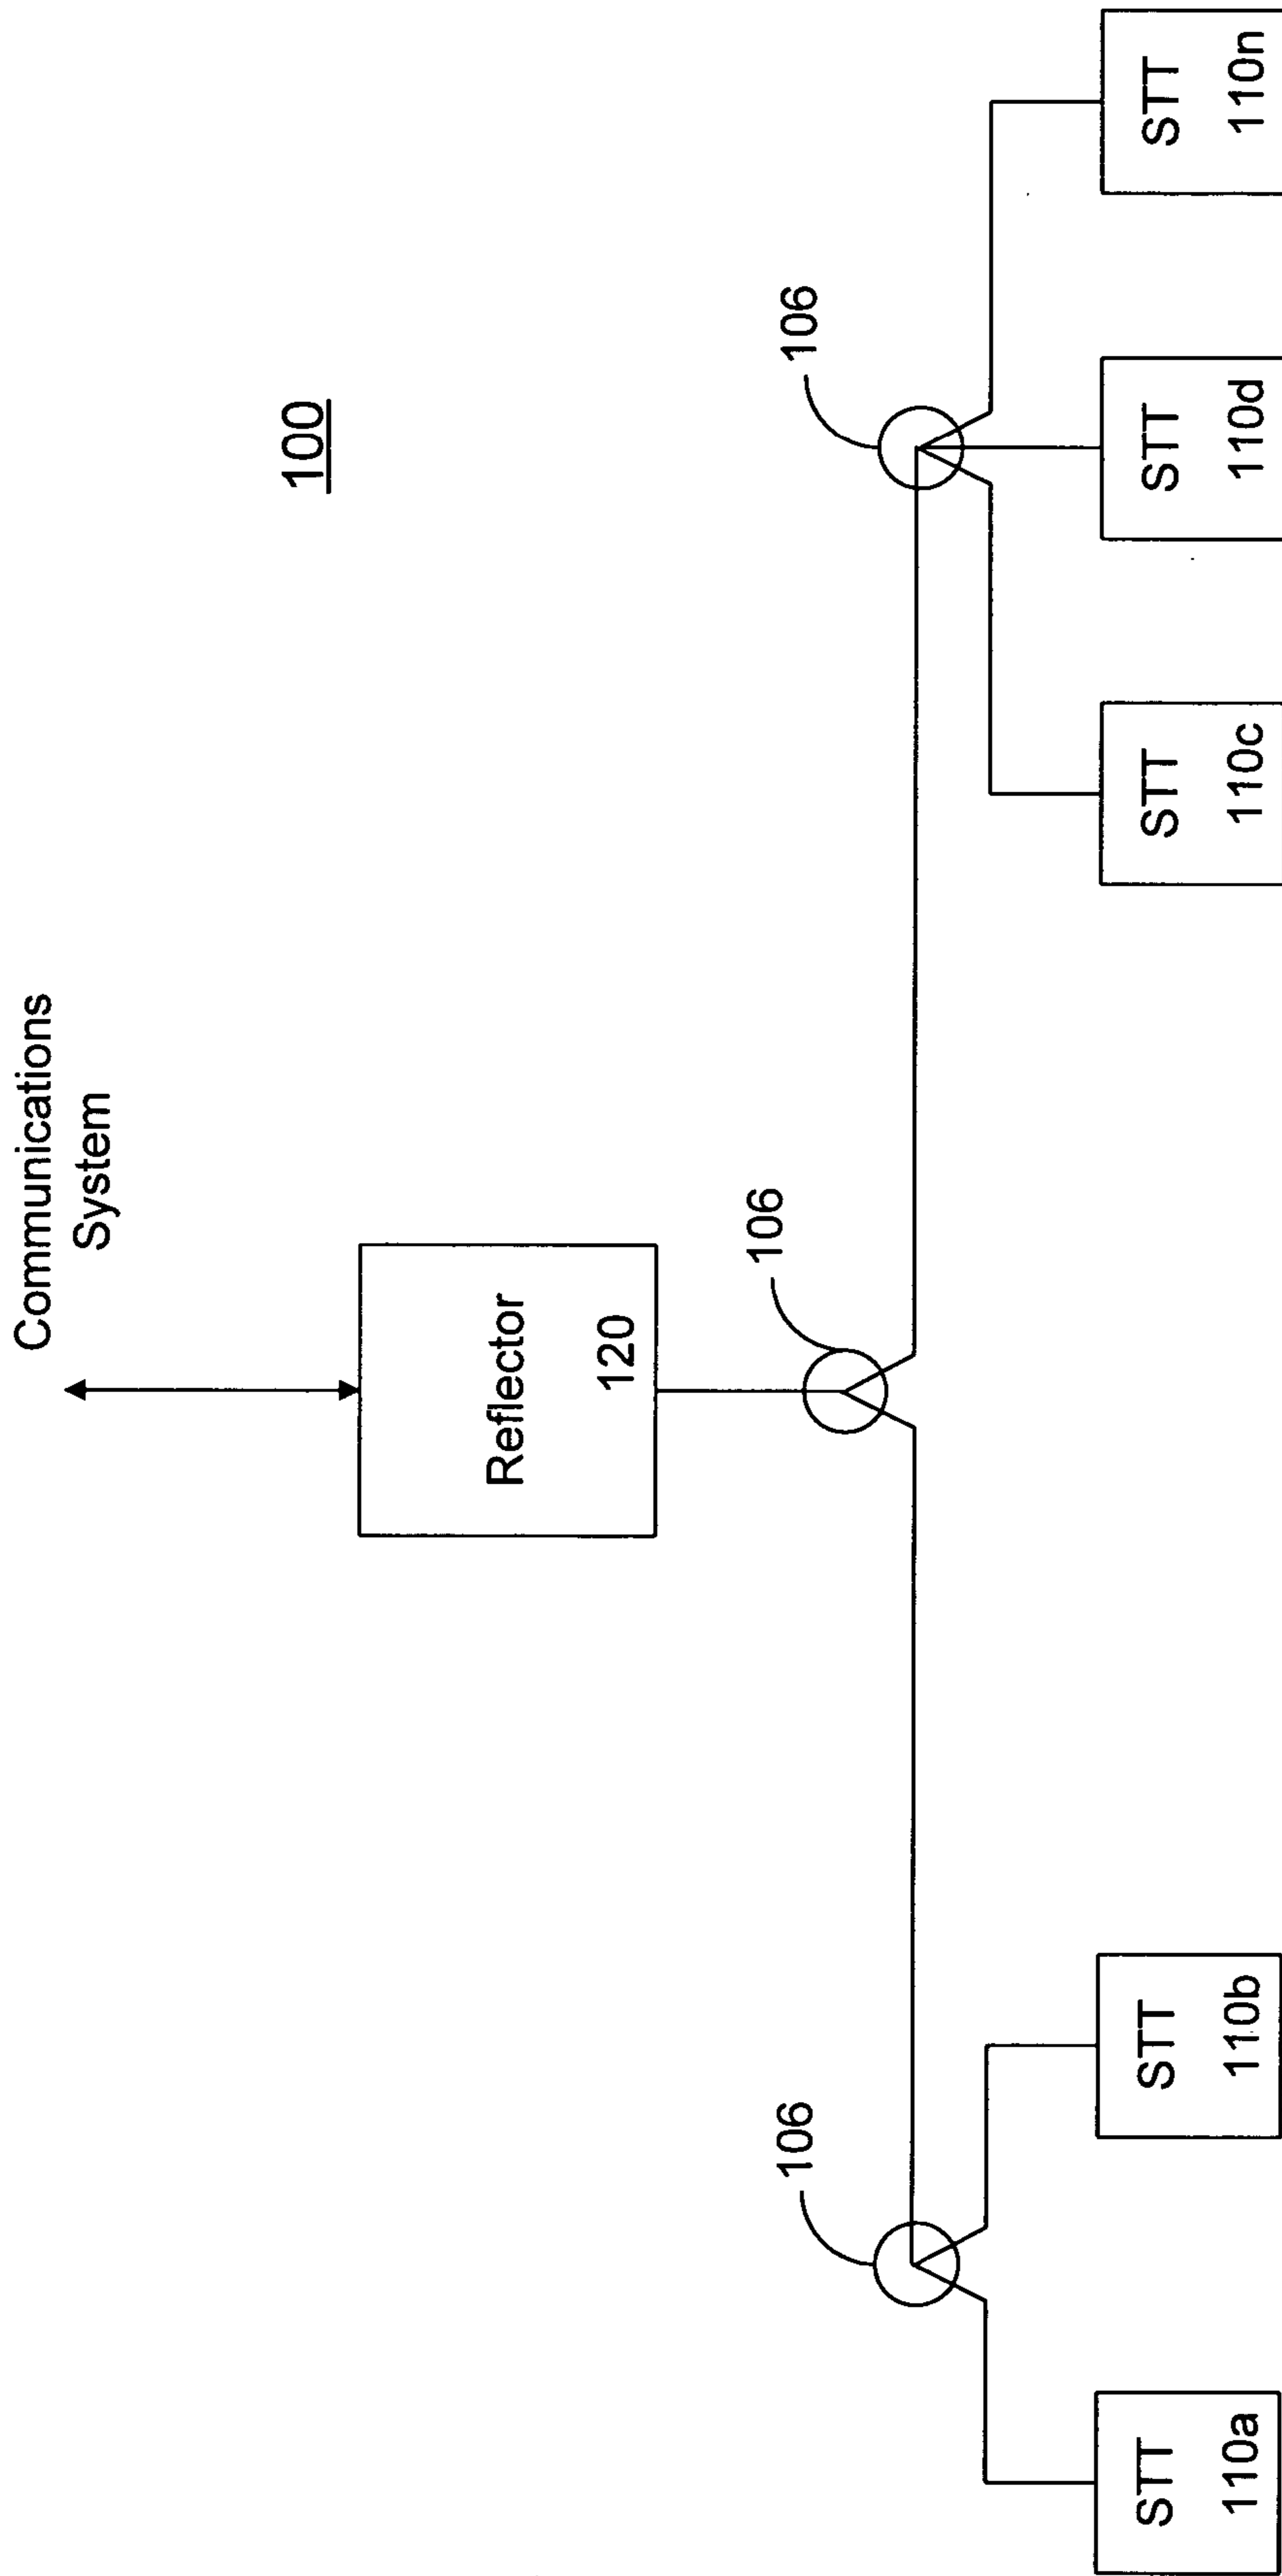 Communications
System
100
Reflector
120
106
106
106
STT
110a
STT
110b
STT
110c
STT
110d
STT
110n